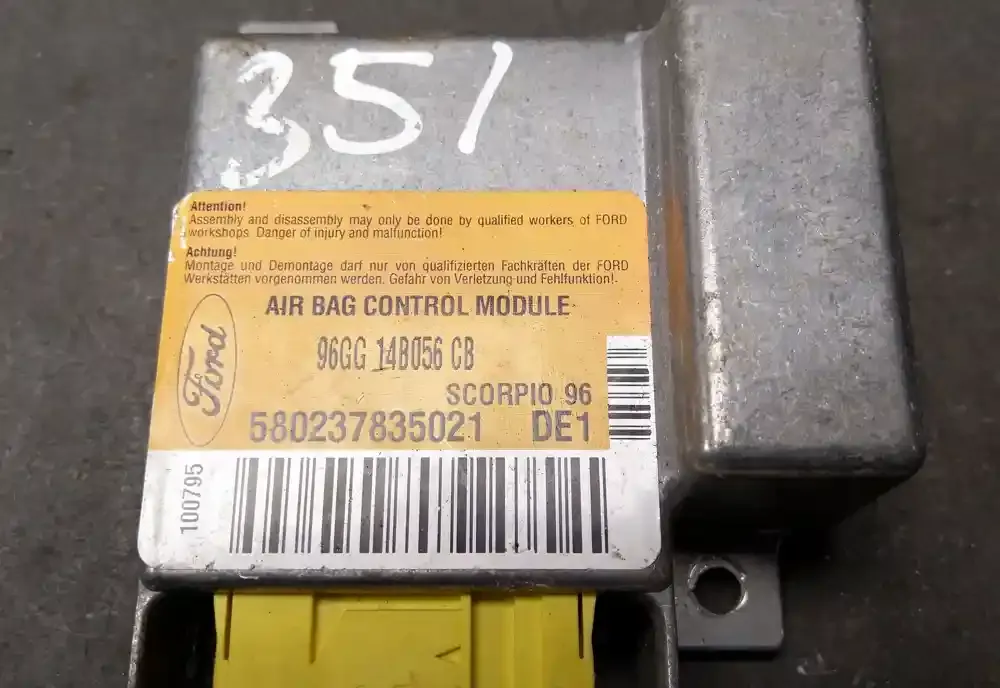 351
Attention!
Assembly and disassembly may only be done by qualified workers of FORD
workshops. Danger of injury and malfunction!
Achtung!
Montage und Demontage darf nur von qualifizierten Fachkräften der FORD
Werkstätten vorgenommen werden. Gefahr von Verletzung und Fehlfunktion!
AIR BAG CONTROL MODULE
Ford
96GG 14B056 CB
SCORPIO 96
580237835021 DE1
100795